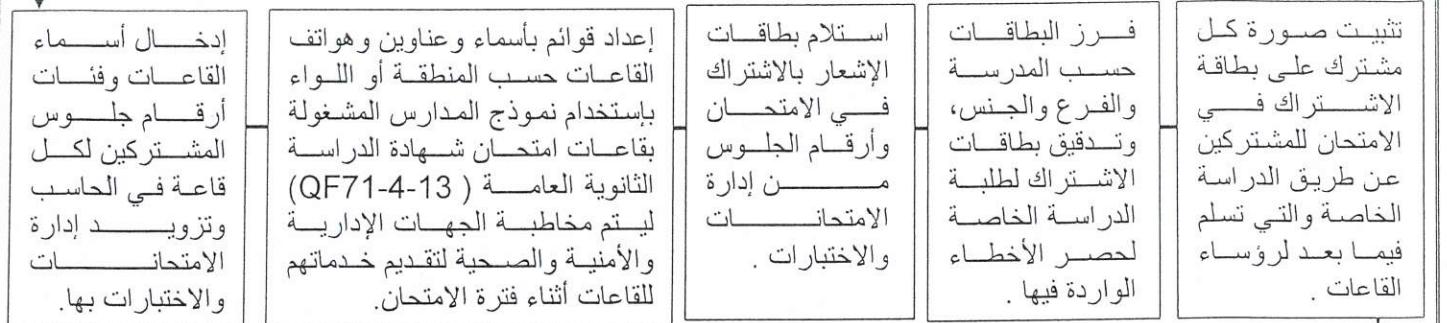 تثبيت صورة كل
مشترك على بطاقة
الاشتراك في
الامتحان للمشتركين
عن طريق الدراسة
الخاصة والتي تسلم
فيما بعد لرؤساء
القاعات .
فرز البطاقات
حسب المدرسة
والفرع والجنس،
وتدقيق بطاقات
الاشتراك لطلبة
الدراسة الخاصة
لحصر الأخطاء
الواردة فيها .
استلام بطاقات
الإشعار بالاشتراك
في الامتحان
وأرقام الجلوس
من إدارة
الامتحانات
والاختبارات .
إعداد قوائم بأسماء وعناوين وهواتف
القاعات حسب المنطقة أو اللواء
بإستخدام نموذج المدارس المشغولة
بقاعات امتحان شهادة الدراسة
الثانوية العامة ( QF71-4-13)
ليتم مخاطبة الجهات الإدارية
والأمنية والصحية لتقديم خدماتهم
للقاعات أثناء فترة الامتحان.
إدخال أسماء
القاعات وفئات
أرقام جلوس
المشتركين لكل
قاعة في الحاسب
وتزويد إدارة
الامتحانات
والاختبارات بها.